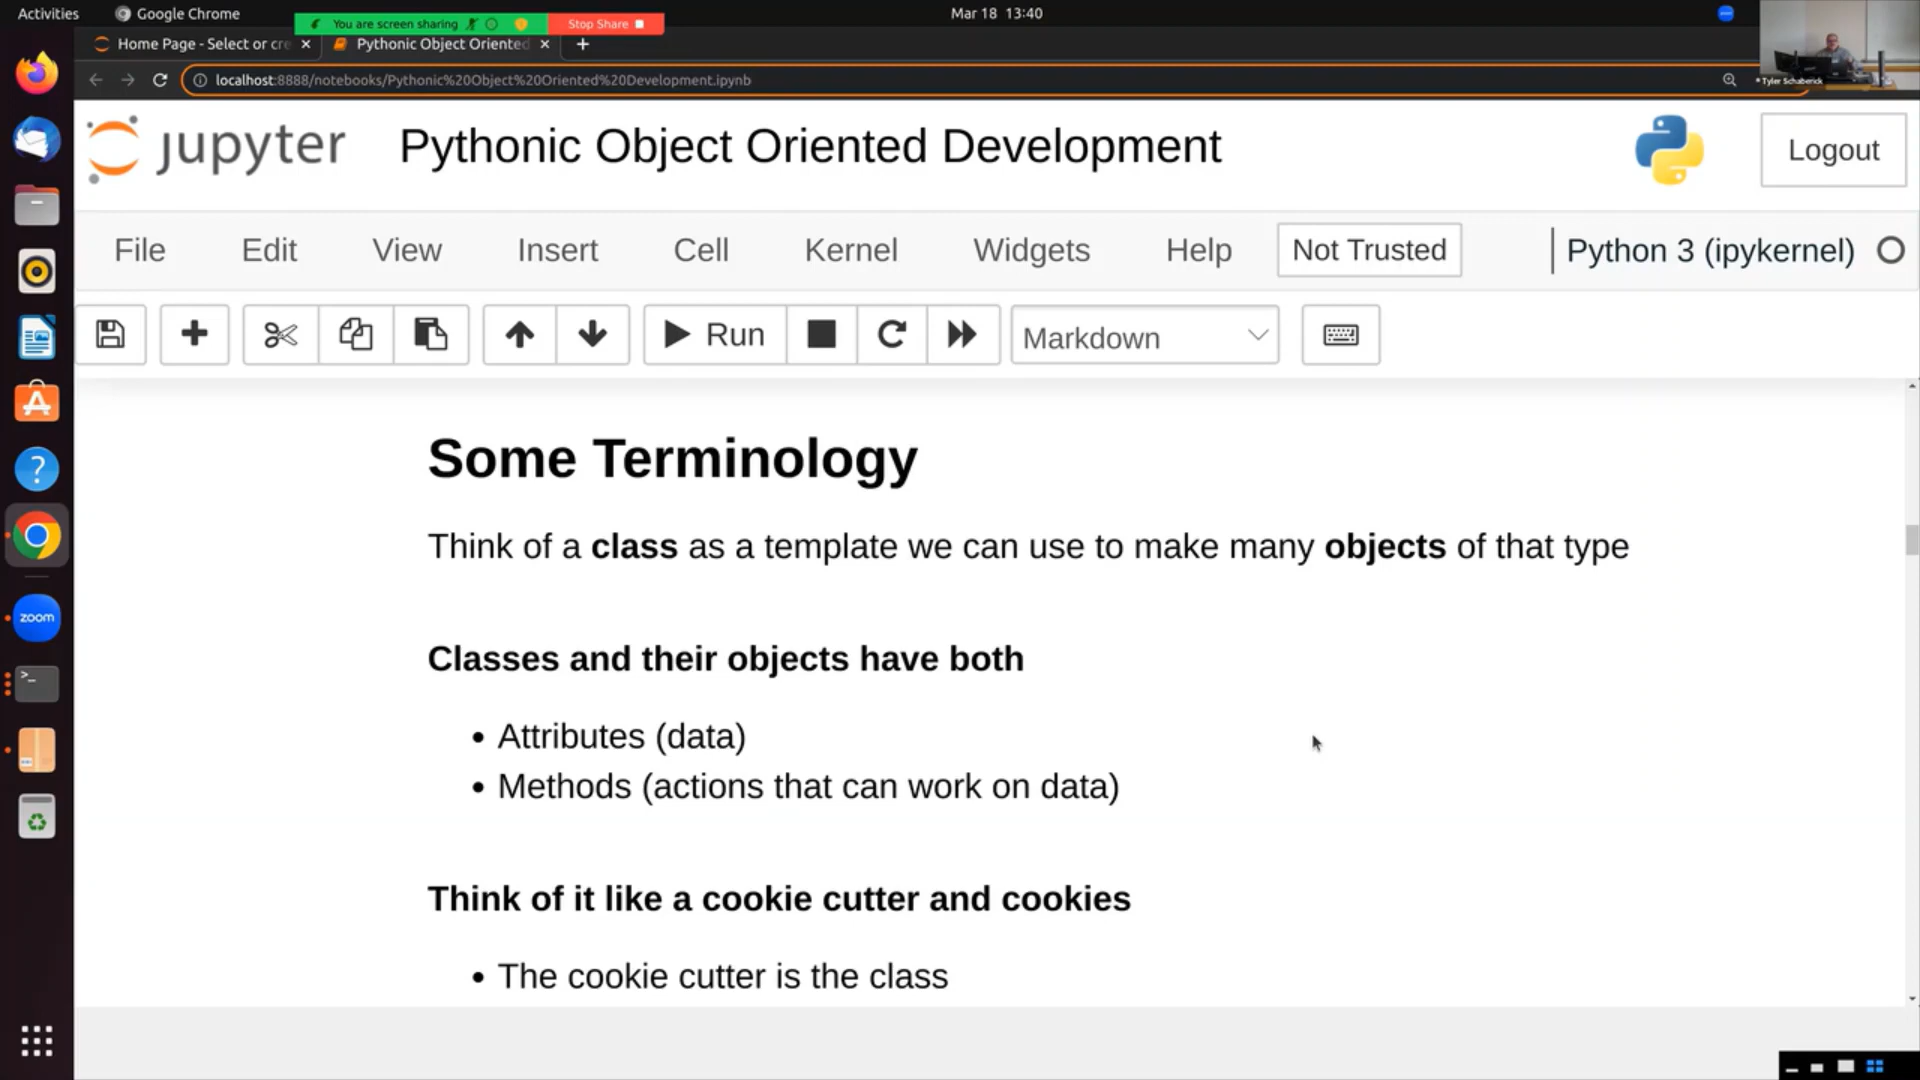 Activities
Google Chrome
You are screen sharing
Stop Share
Mar 18 13:40
Home Page - Select or cre
Pythonic Object Oriented
localhost:8888/notebooks/Pythonic%20Object%20Oriented%20Development.ipynb
Tyler Schaberick
jupyter
Pythonic Object Oriented Development
Logout
File Edit View Insert Cell Kernel Widgets Help Not Trusted Python 3 (ipykernel)
Run Markdown
Some Terminology
Think of a class as a template we can use to make many objects of that type
Classes and their objects have both
• Attributes (data)
• Methods (actions that can work on data)
Think of it like a cookie cutter and cookies
• The cookie cutter is the class
zoom